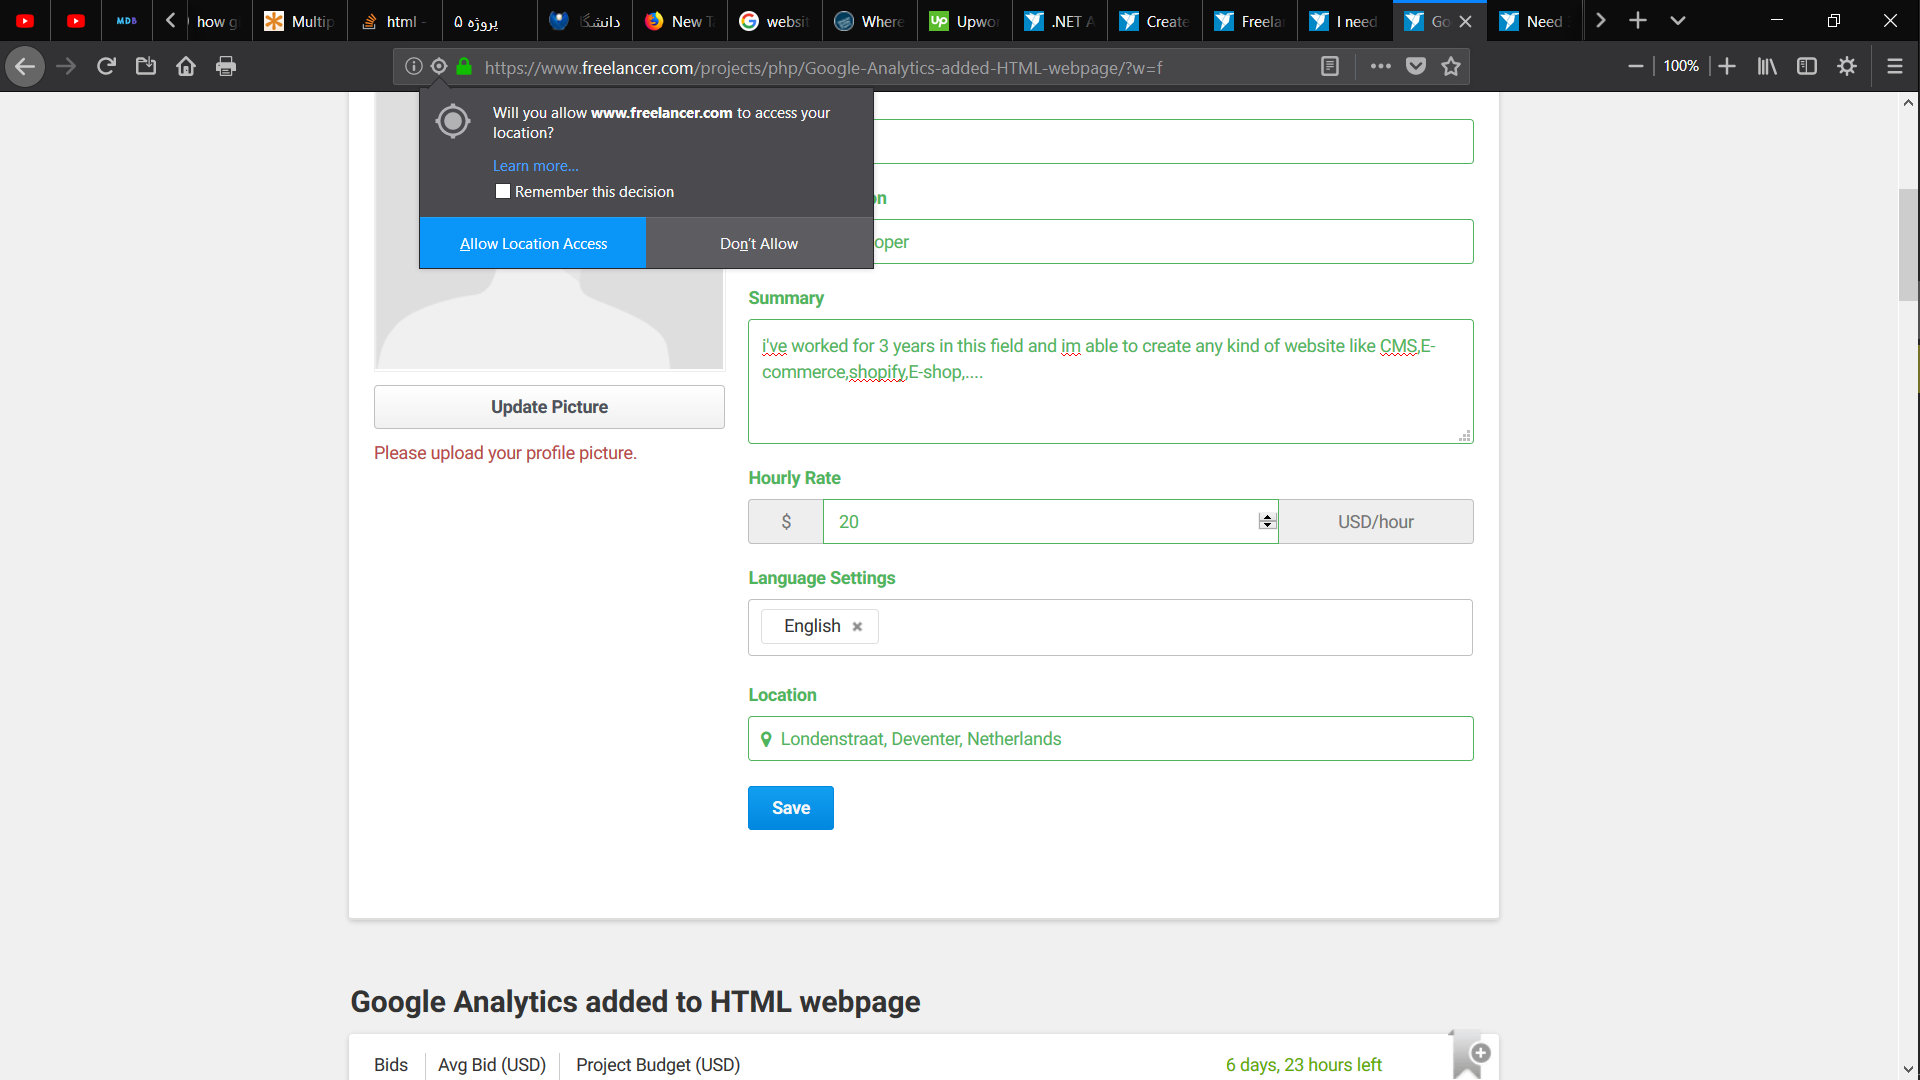 how g
Multip
html -
پروژه ۵
دانشگا
New T
websit
Where
Upwor
.NET A
Create
Freelan
I need
Go
Need
https://www.freelancer.com/projects/php/Google-Analytics-added-HTML-webpage/?w=f
100%
Will you allow www.freelancer.com to access your
location?
Learn more...
Remember this decision
Allow Location Access
Don't Allow
on
oper
Summary
i've worked for 3 years in this field and im able to create any kind of website like CMS,E-
commerce,shopify,E-shop,....
Update Picture
Please upload your profile picture.
Hourly Rate
$
20
USD/hour
Language Settings
English
Location
Londenstraat, Deventer, Netherlands
Save
Google Analytics added to HTML webpage
Bids
Avg Bid (USD)
Project Budget (USD)
6 days, 23 hours left